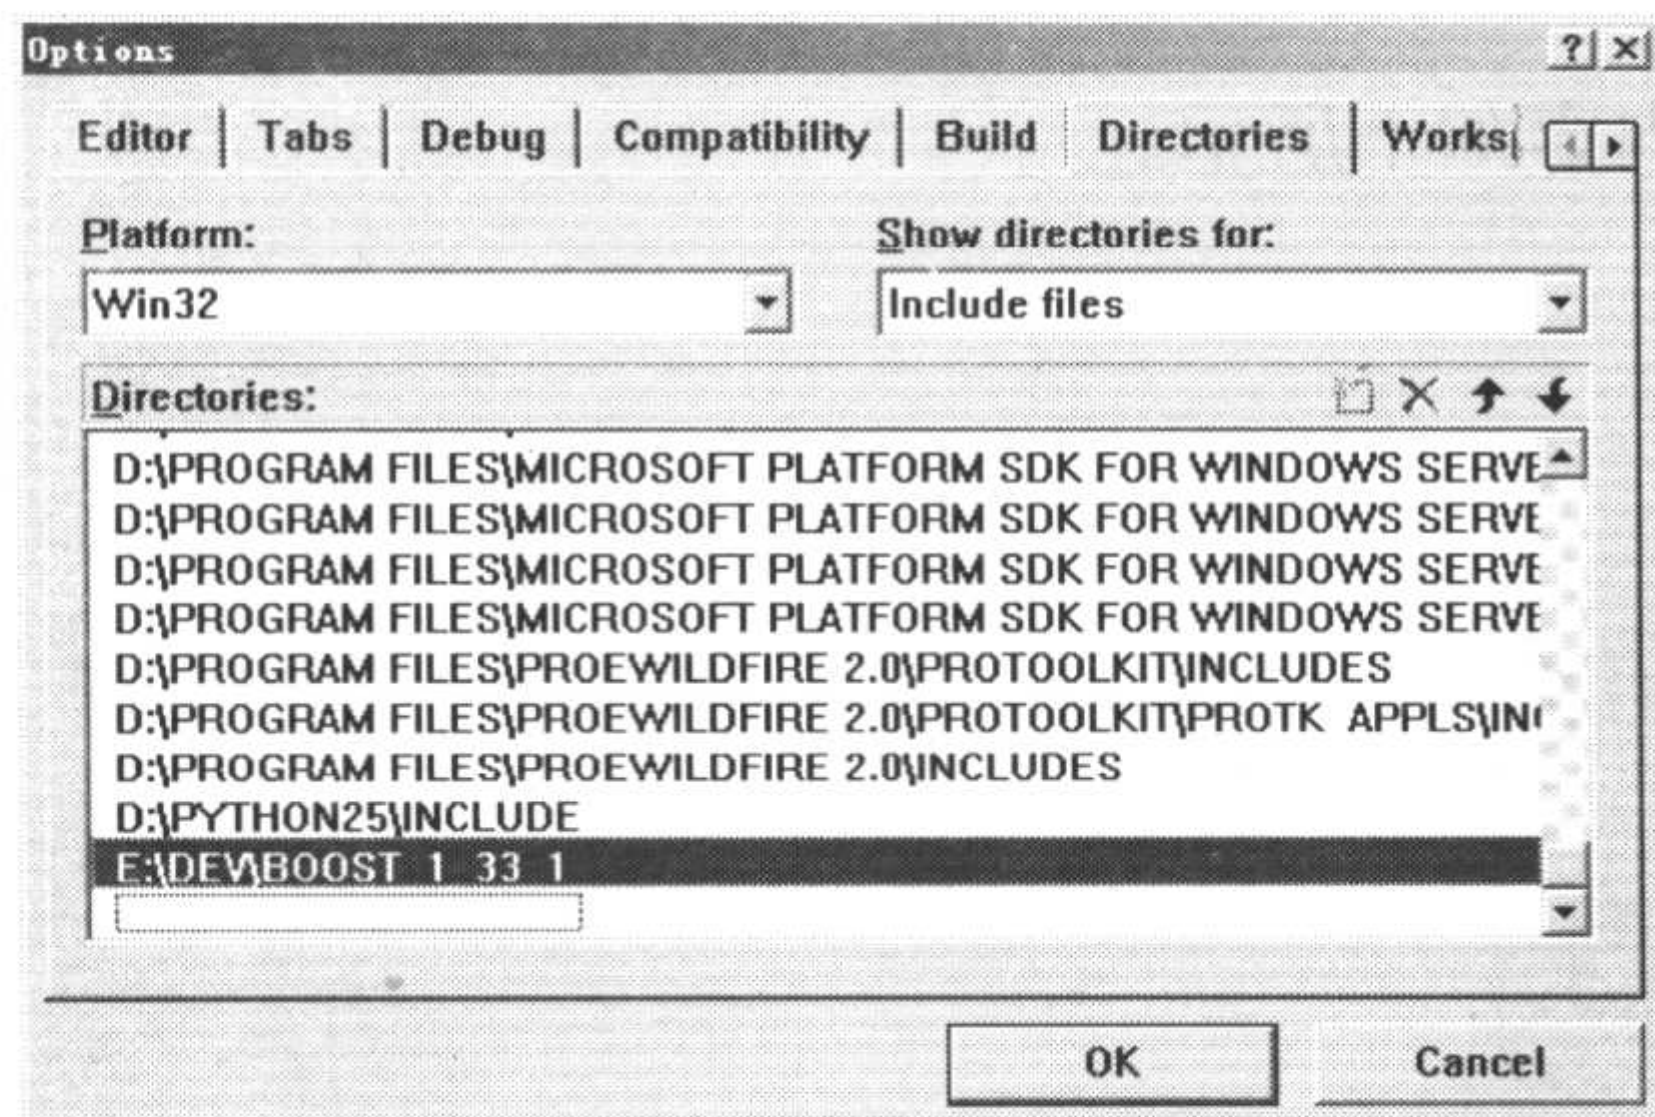 Options
Editor Tabs Debug Compatibility Build Directories Works
Platform: Show directories for:
Win32 Include files
Directories:
D:\PROGRAM FILES\MICROSOFT PLATFORM SDK FOR WINDOWS SERVE
D:\PROGRAM FILES\MICROSOFT PLATFORM SDK FOR WINDOWS SERVE
D:\PROGRAM FILES\MICROSOFT PLATFORM SDK FOR WINDOWS SERVE
D:\PROGRAM FILES\MICROSOFT PLATFORM SDK FOR WINDOWS SERVE
D:\PROGRAM FILES\PROEWILDFIRE 2.0\PROTOOLKIT\INCLUDES
D:\PROGRAM FILES\PROEWILDFIRE 2.0\PROTOOLKIT\PROTK APPLS\IN
D:\PROGRAM FILES\PROEWILDFIRE 2.0\INCLUDES
D:\PYTHON25\INCLUDE
E:\DEV\BOOST 1 33 1
OK Cancel